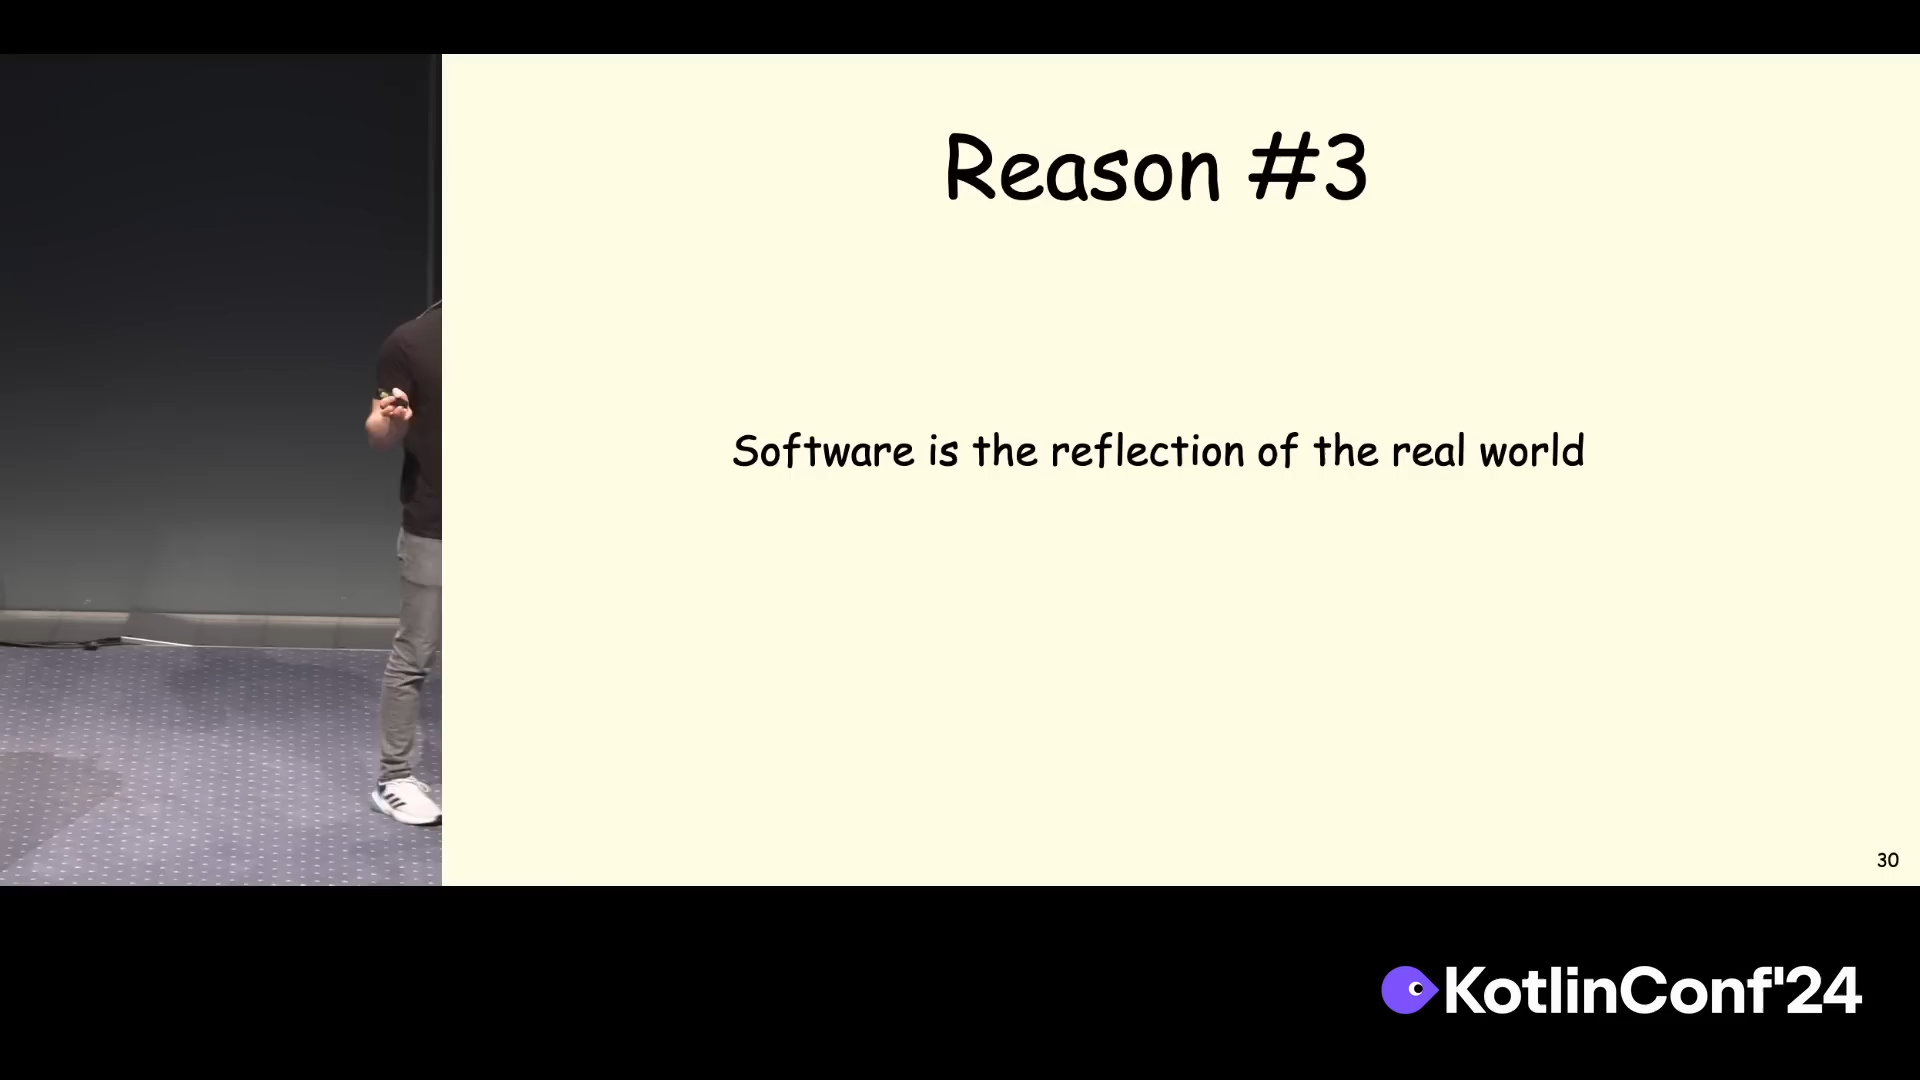 Reason #3
Software is the reflection of the real world
30
KotlinConf'24